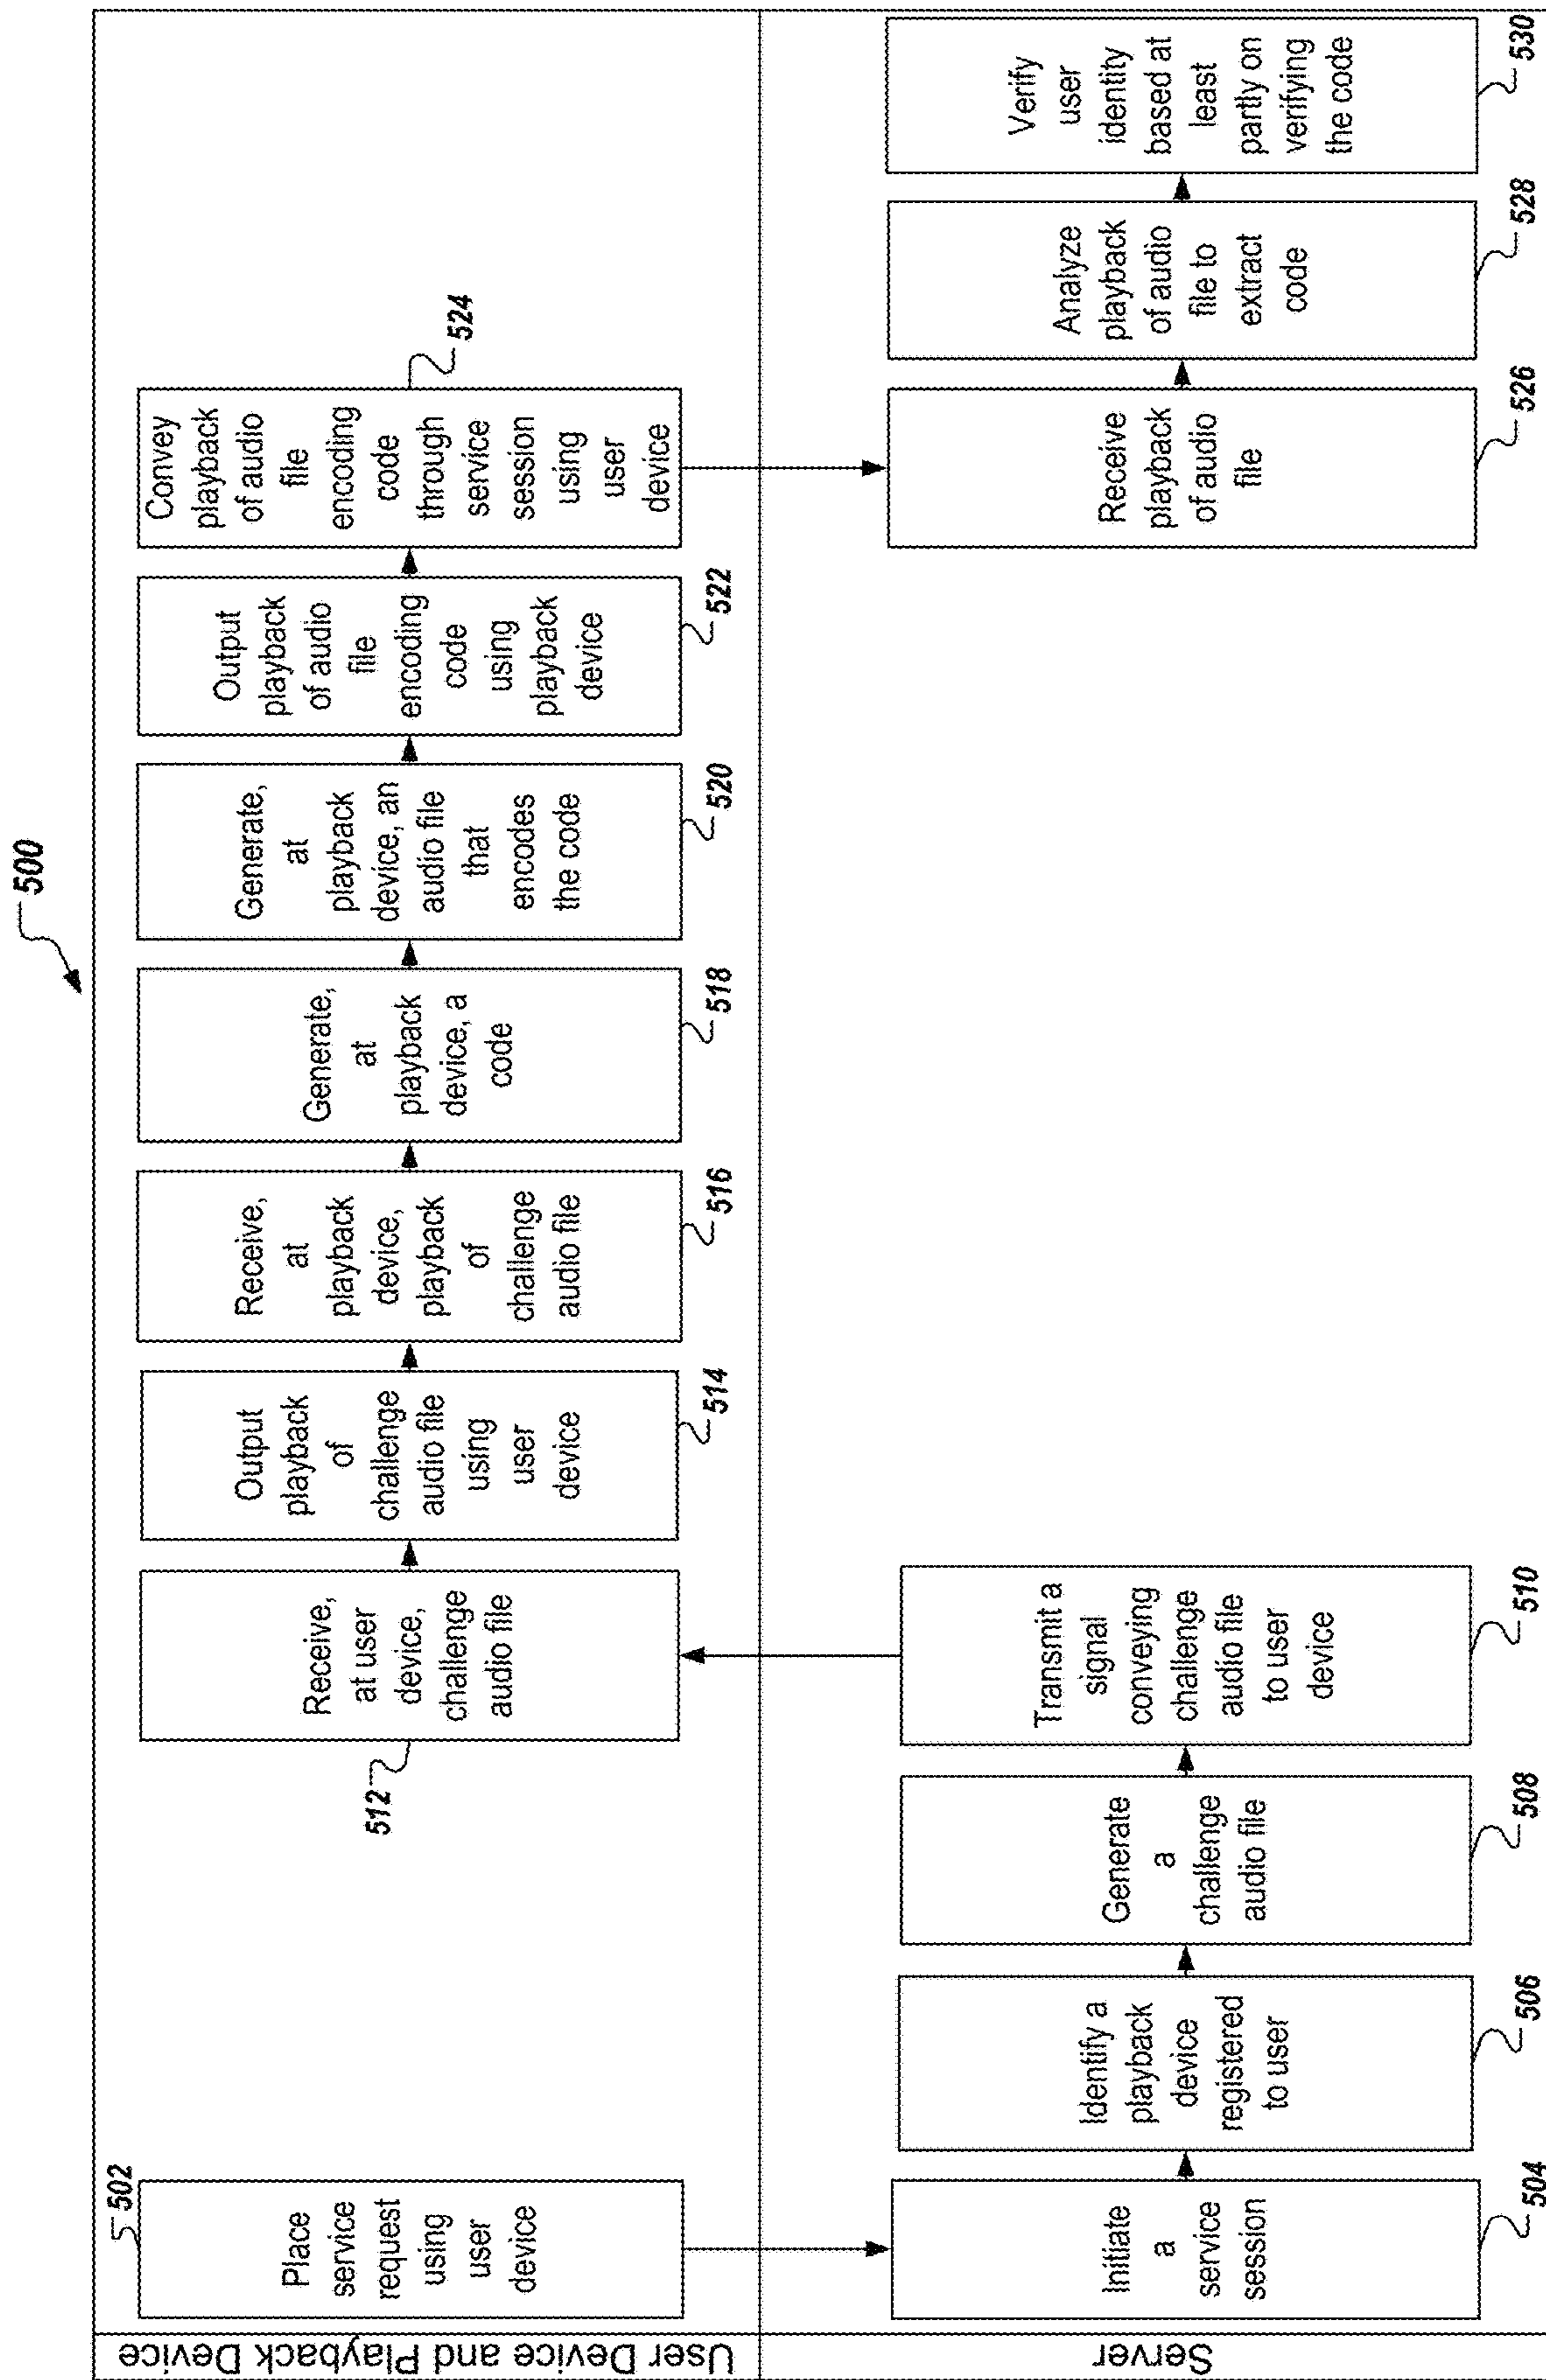 500
User Device and Playback Device
502
Place
service
request
using
user
device
512
Receive,
at user
device,
challenge
audio file
Output
playback
of
challenge
audio file
using
user
device
514
Receive,
at
playback
device,
playback
of
challenge
audio file
516
Generate,
at
playback
device, a
code
518
Generate,
at
playback
device, an
audio file
that
encodes
the code
520
Output
playback
of audio
file
encoding
code
using
playback
device
522
Convey
playback
of audio
file
encoding
code
through
service
session
using
user
device
524
Server
Initiate
a
service
session
504
Identify a
playback
device
registered
to user
506
Generate
a
challenge
audio file
508
Transmit a
signal
conveying
challenge
audio file
to user
device
510
Receive
playback
of audio
file
526
Analyze
playback
of audio
file to
extract
code
528
Verify
user
identity
based at
least
partly on
verifying
the code
530